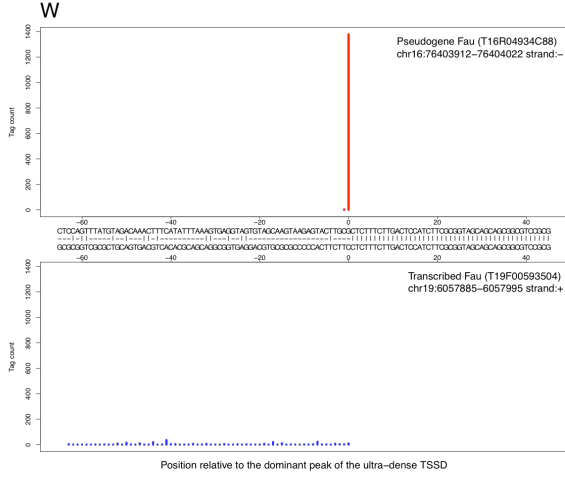 W
Pseudogene Fau (T16R04934C88)
chr16:76403912−76404022 strand:−
Tag count
0 200 400 600 800 1000 1200 1400
−60 −40 −20 0 20 40
CTCCAGTTTATGTAGACAAACTTTCATATTTAAAGTGAGGTAGTGTAGCAAGTAAGAGTACTTGCGCTCTTTCTTGACTCCATCTTCGCGGTAGCAGCAGCGGCGTCCGCG
GCGCGGTCGCGCTGCAGTGACGTCACACGCAGCAGGCGGTGAGGACGTGCGCGCCCCCACTTCTTCCTCTTTCTTGACTCCATCTTCGCGGTAGCAGCAGCGGCGTCCGCG
−60 −40 −20 0 20 40
Transcribed Fau (T19F00593504)
chr19:6057885−6057995 strand:+
Tag count
0 200 400 600 800 1000 1200 1400
Position relative to the dominant peak of the ultra−dense TSSD